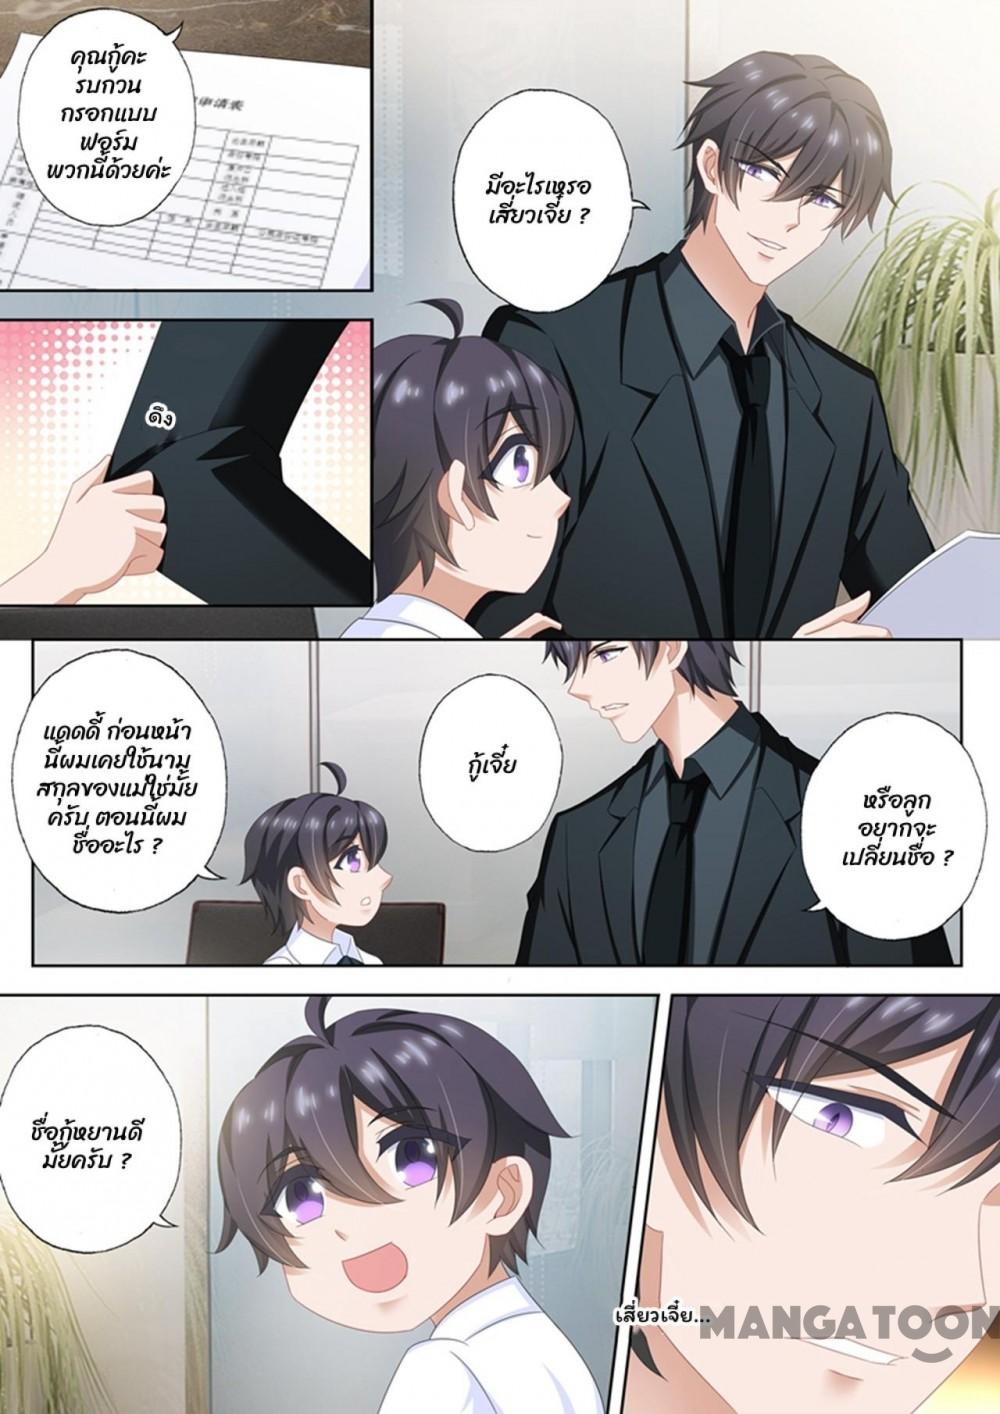 คุณกู้คะ
รบกวน
กรอกแบบ
ฟอร์ม
พวกนี้ด้วยค่ะ
申请表
มีอะไรเหรอ
เสี่ยวเจี๋ย ?
ดึง
แดดดี้ ก่อนหน้า
นี้ผมเคยใช้นาม
สกุลของแม่ใช่มั้ย
ครับ ตอนนี้ผม
ชื่ออะไร ?
กู้เจี๋ย
หรือลูก
อยากจะ
เปลี่ยนชื่อ ?
ชื่อกู้หยานดี
มั้ยครับ ?
เสี่ยวเจี๋ย...
MANGATOON